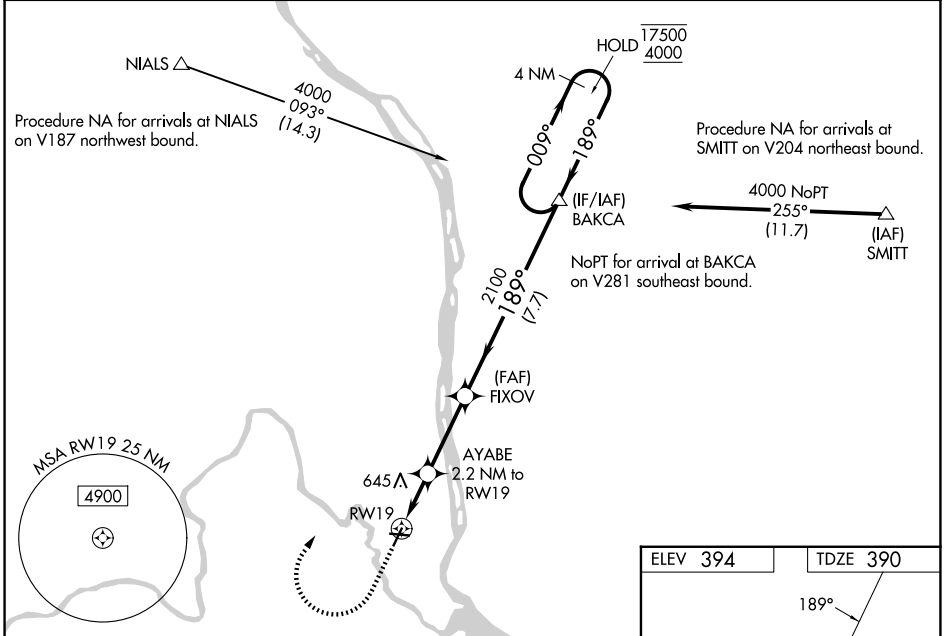 HOLD 17500
4000
NIALS
4 NM
4000
093°
(14.3)
Procedure NA for arrivals at NIALS
on V187 northwest bound.
009°
189°
Procedure NA for arrivals at
SMITT on V204 northeast bound.
4000 NoPT
255°
(11.7)
(IAF)
SMITT
(IF/IAF)
BAKCA
NoPT for arrival at BAKCA
on V281 southeast bound.
2100
189°
(7.7)
(FAF)
FIXOV
MSA RW19 25 NM
4900
645
AYABE
2.2 NM to
RW19
RW19
ELEV 394
TDZE 390
189°